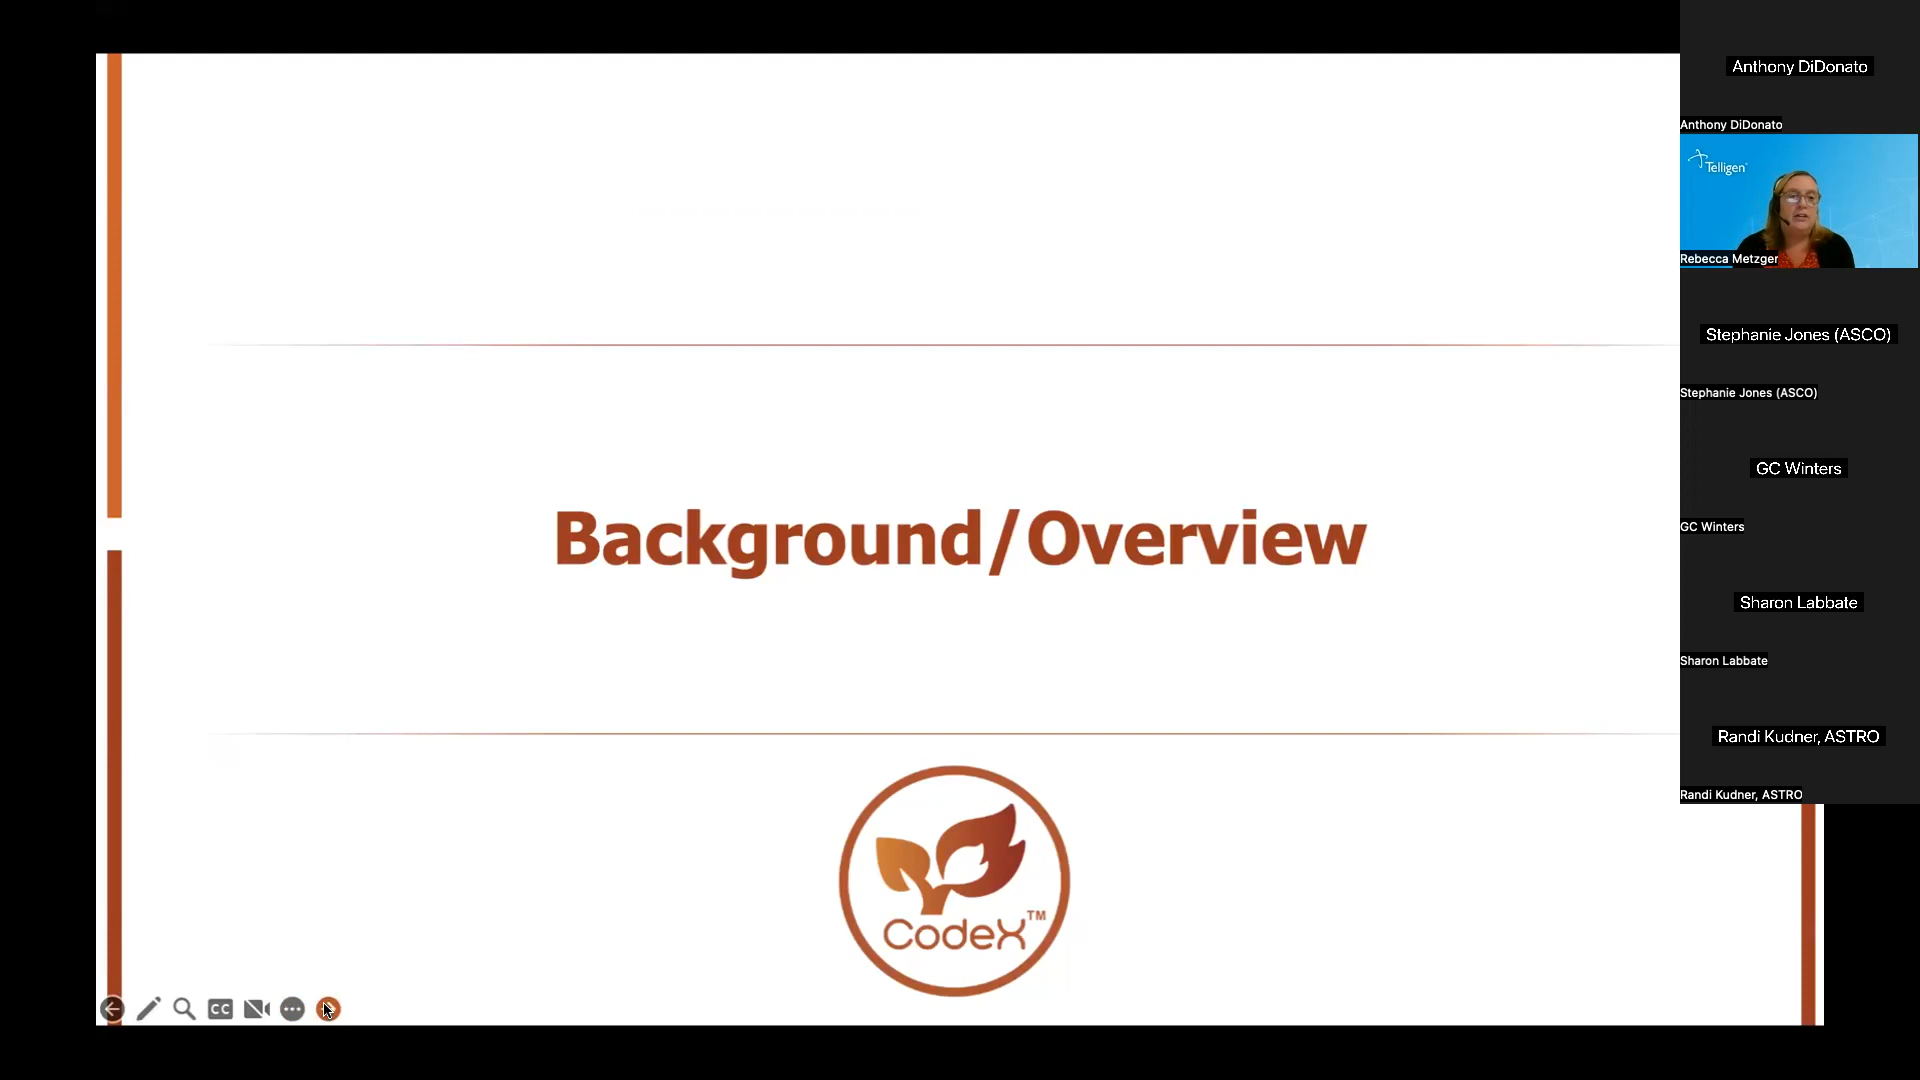 Anthony DiDonato
Anthony DiDonato
Telligen
Rebecca Metzger
Stephanie Jones (ASCO)
Stephanie Jones (ASCO)
GC Winters
GC Winters
Sharon Labbate
Sharon Labbate
Randi Kudner, ASTRO
Randi Kudner, ASTRO
Background/Overview
CodeX™
CC